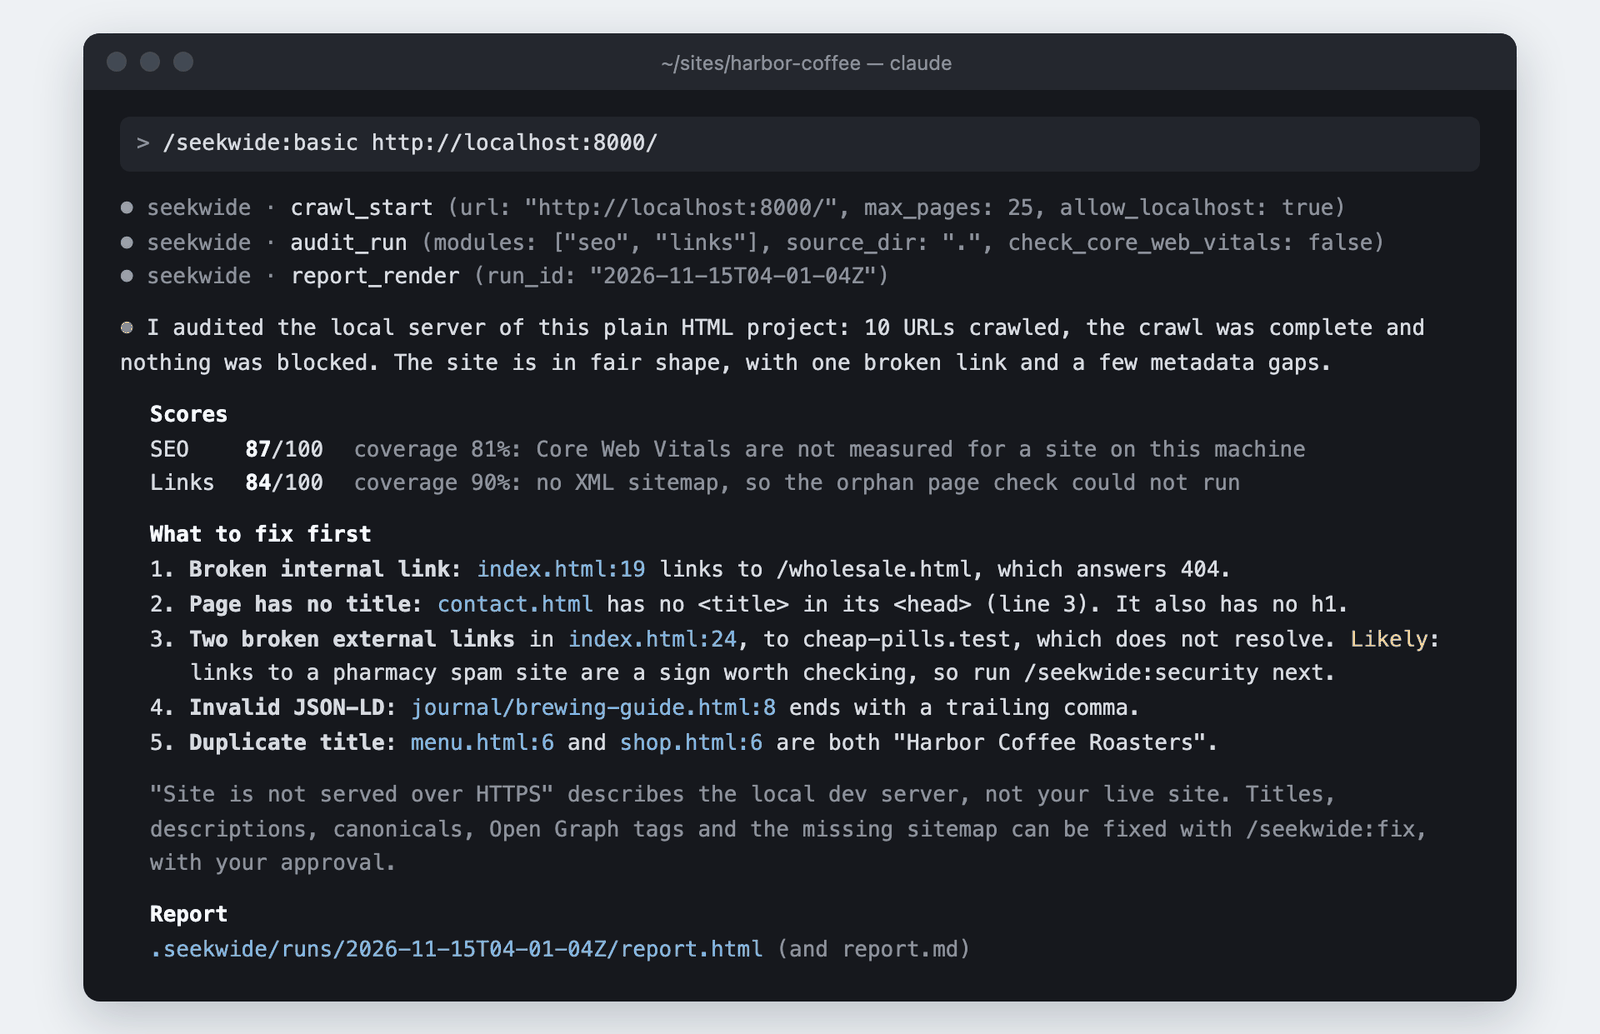 ~/sites/harbor-coffee — claude
> /seekwide:basic http://localhost:8000/
● seekwide · crawl_start (url: "http://localhost:8000/", max_pages: 25, allow_localhost: true)
● seekwide · audit_run (modules: ["seo", "links"], source_dir: ".", check_core_web_vitals: false)
● seekwide · report_render (run_id: "2026-11-15T04-01-04Z")
● I audited the local server of this plain HTML project: 10 URLs crawled, the crawl was complete and
nothing was blocked. The site is in fair shape, with one broken link and a few metadata gaps.
Scores
SEO 87/100 coverage 81%: Core Web Vitals are not measured for a site on this machine
Links 84/100 coverage 90%: no XML sitemap, so the orphan page check could not run
What to fix first
1. Broken internal link: index.html:19 links to /wholesale.html, which answers 404.
2. Page has no title: contact.html has no <title> in its <head> (line 3). It also has no h1.
3. Two broken external links in index.html:24, to cheap-pills.test, which does not resolve. Likely:
links to a pharmacy spam site are a sign worth checking, so run /seekwide:security next.
4. Invalid JSON-LD: journal/brewing-guide.html:8 ends with a trailing comma.
5. Duplicate title: menu.html:6 and shop.html:6 are both "Harbor Coffee Roasters".
"Site is not served over HTTPS" describes the local dev server, not your live site. Titles,
descriptions, canonicals, Open Graph tags and the missing sitemap can be fixed with /seekwide:fix,
with your approval.
Report
.seekwide/runs/2026-11-15T04-01-04Z/report.html (and report.md)